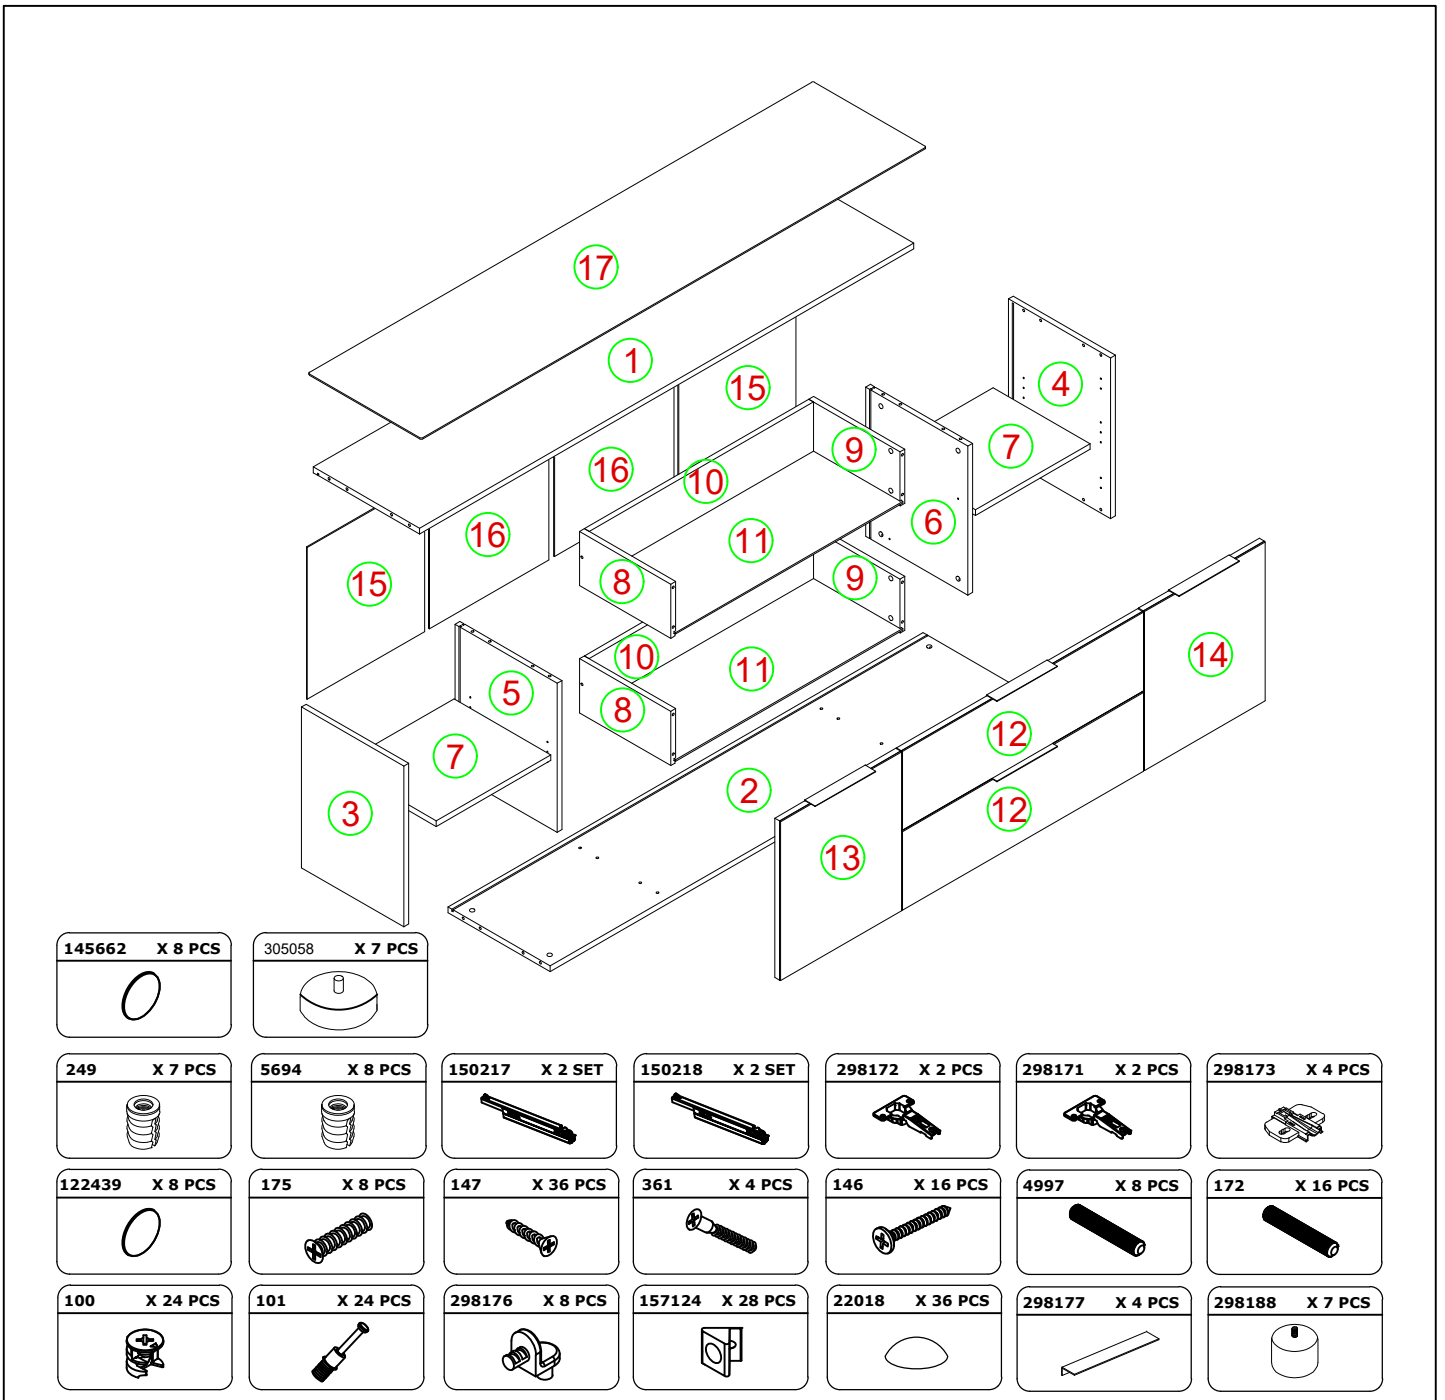 17
1
15
4
7
9
16
10
6
16
11
15
8
9
10
11
14
5
8
12
7
2
3
12
13
145662 X 8 PCS
305058 X 7 PCS
249 X 7 PCS
5694 X 8 PCS
150217 X 2 SET
150218 X 2 SET
298172 X 2 PCS
298171 X 2 PCS
298173 X 4 PCS
122439 X 8 PCS
175 X 8 PCS
147 X 36 PCS
361 X 4 PCS
146 X 16 PCS
4997 X 8 PCS
172 X 16 PCS
100 X 24 PCS
101 X 24 PCS
298176 X 8 PCS
157124 X 28 PCS
22018 X 36 PCS
298177 X 4 PCS
298188 X 7 PCS